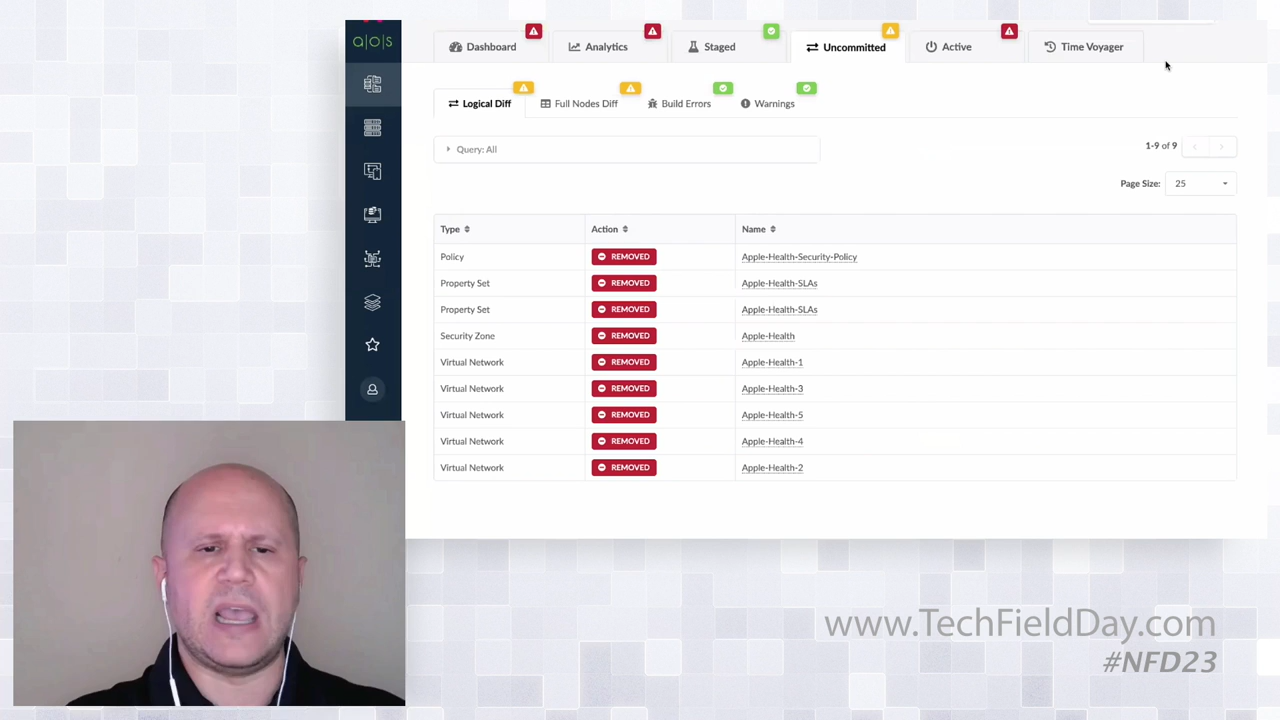 a|o|s
Dashboard Analytics Staged Uncommitted Active Time Voyager
Logical Diff Full Nodes Diff Build Errors Warnings
Query: All
1-9 of 9
Page Size: 25
Type Action Name
Policy REMOVED Apple-Health-Security-Policy
Property Set REMOVED Apple-Health-SLAs
Property Set REMOVED Apple-Health-SLAs
Security Zone REMOVED Apple-Health
Virtual Network REMOVED Apple-Health-1
Virtual Network REMOVED Apple-Health-3
Virtual Network REMOVED Apple-Health-5
Virtual Network REMOVED Apple-Health-4
Virtual Network REMOVED Apple-Health-2
www.TechFieldDay.com
#NFD23